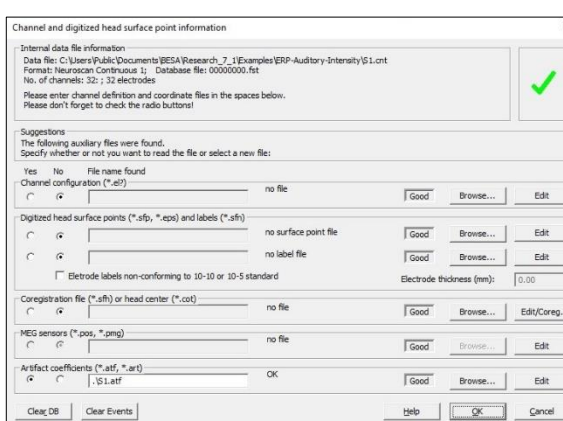 Channel and digitized head surface point information
Internal data file information
Data file: C:\Users\Public\Documents\BESA\Research_7_1\Examples\ERP-Auditory-Intensity\S1.cnt
Format: Neuroscan Continuous 1; Database file: 00000000.fst
No. of channels: 32: ; 32 electrodes
Please enter channel definition and coordinate files in the spaces below.
Please don't forget to check the radio buttons!
Suggestions
The following auxiliary files were found.
Specify whether or not you want to read the file or select a new file:
Yes No File name found
Channel configuration (*.el?)
no file Good Browse... Edit
Digitized head surface points (*.sfp, *.eps) and labels (*.sfn)
no surface point file Good Browse... Edit
no label file Good Browse... Edit
Eletrode labels non-conforming to 10-10 or 10-5 standard Electrode thickness (mm): 0.00
Coregistration file (*.sfh) or head center (*.cot)
no file Good Browse... Edit/Coreg.
MEG sensors (*.pos, *.pmg)
no file Good Browse... Edit
Artifact coefficients (*.atf, *.art)
.\S1.atf OK Good Browse... Edit
Clear DB Clear Events Help OK Cancel